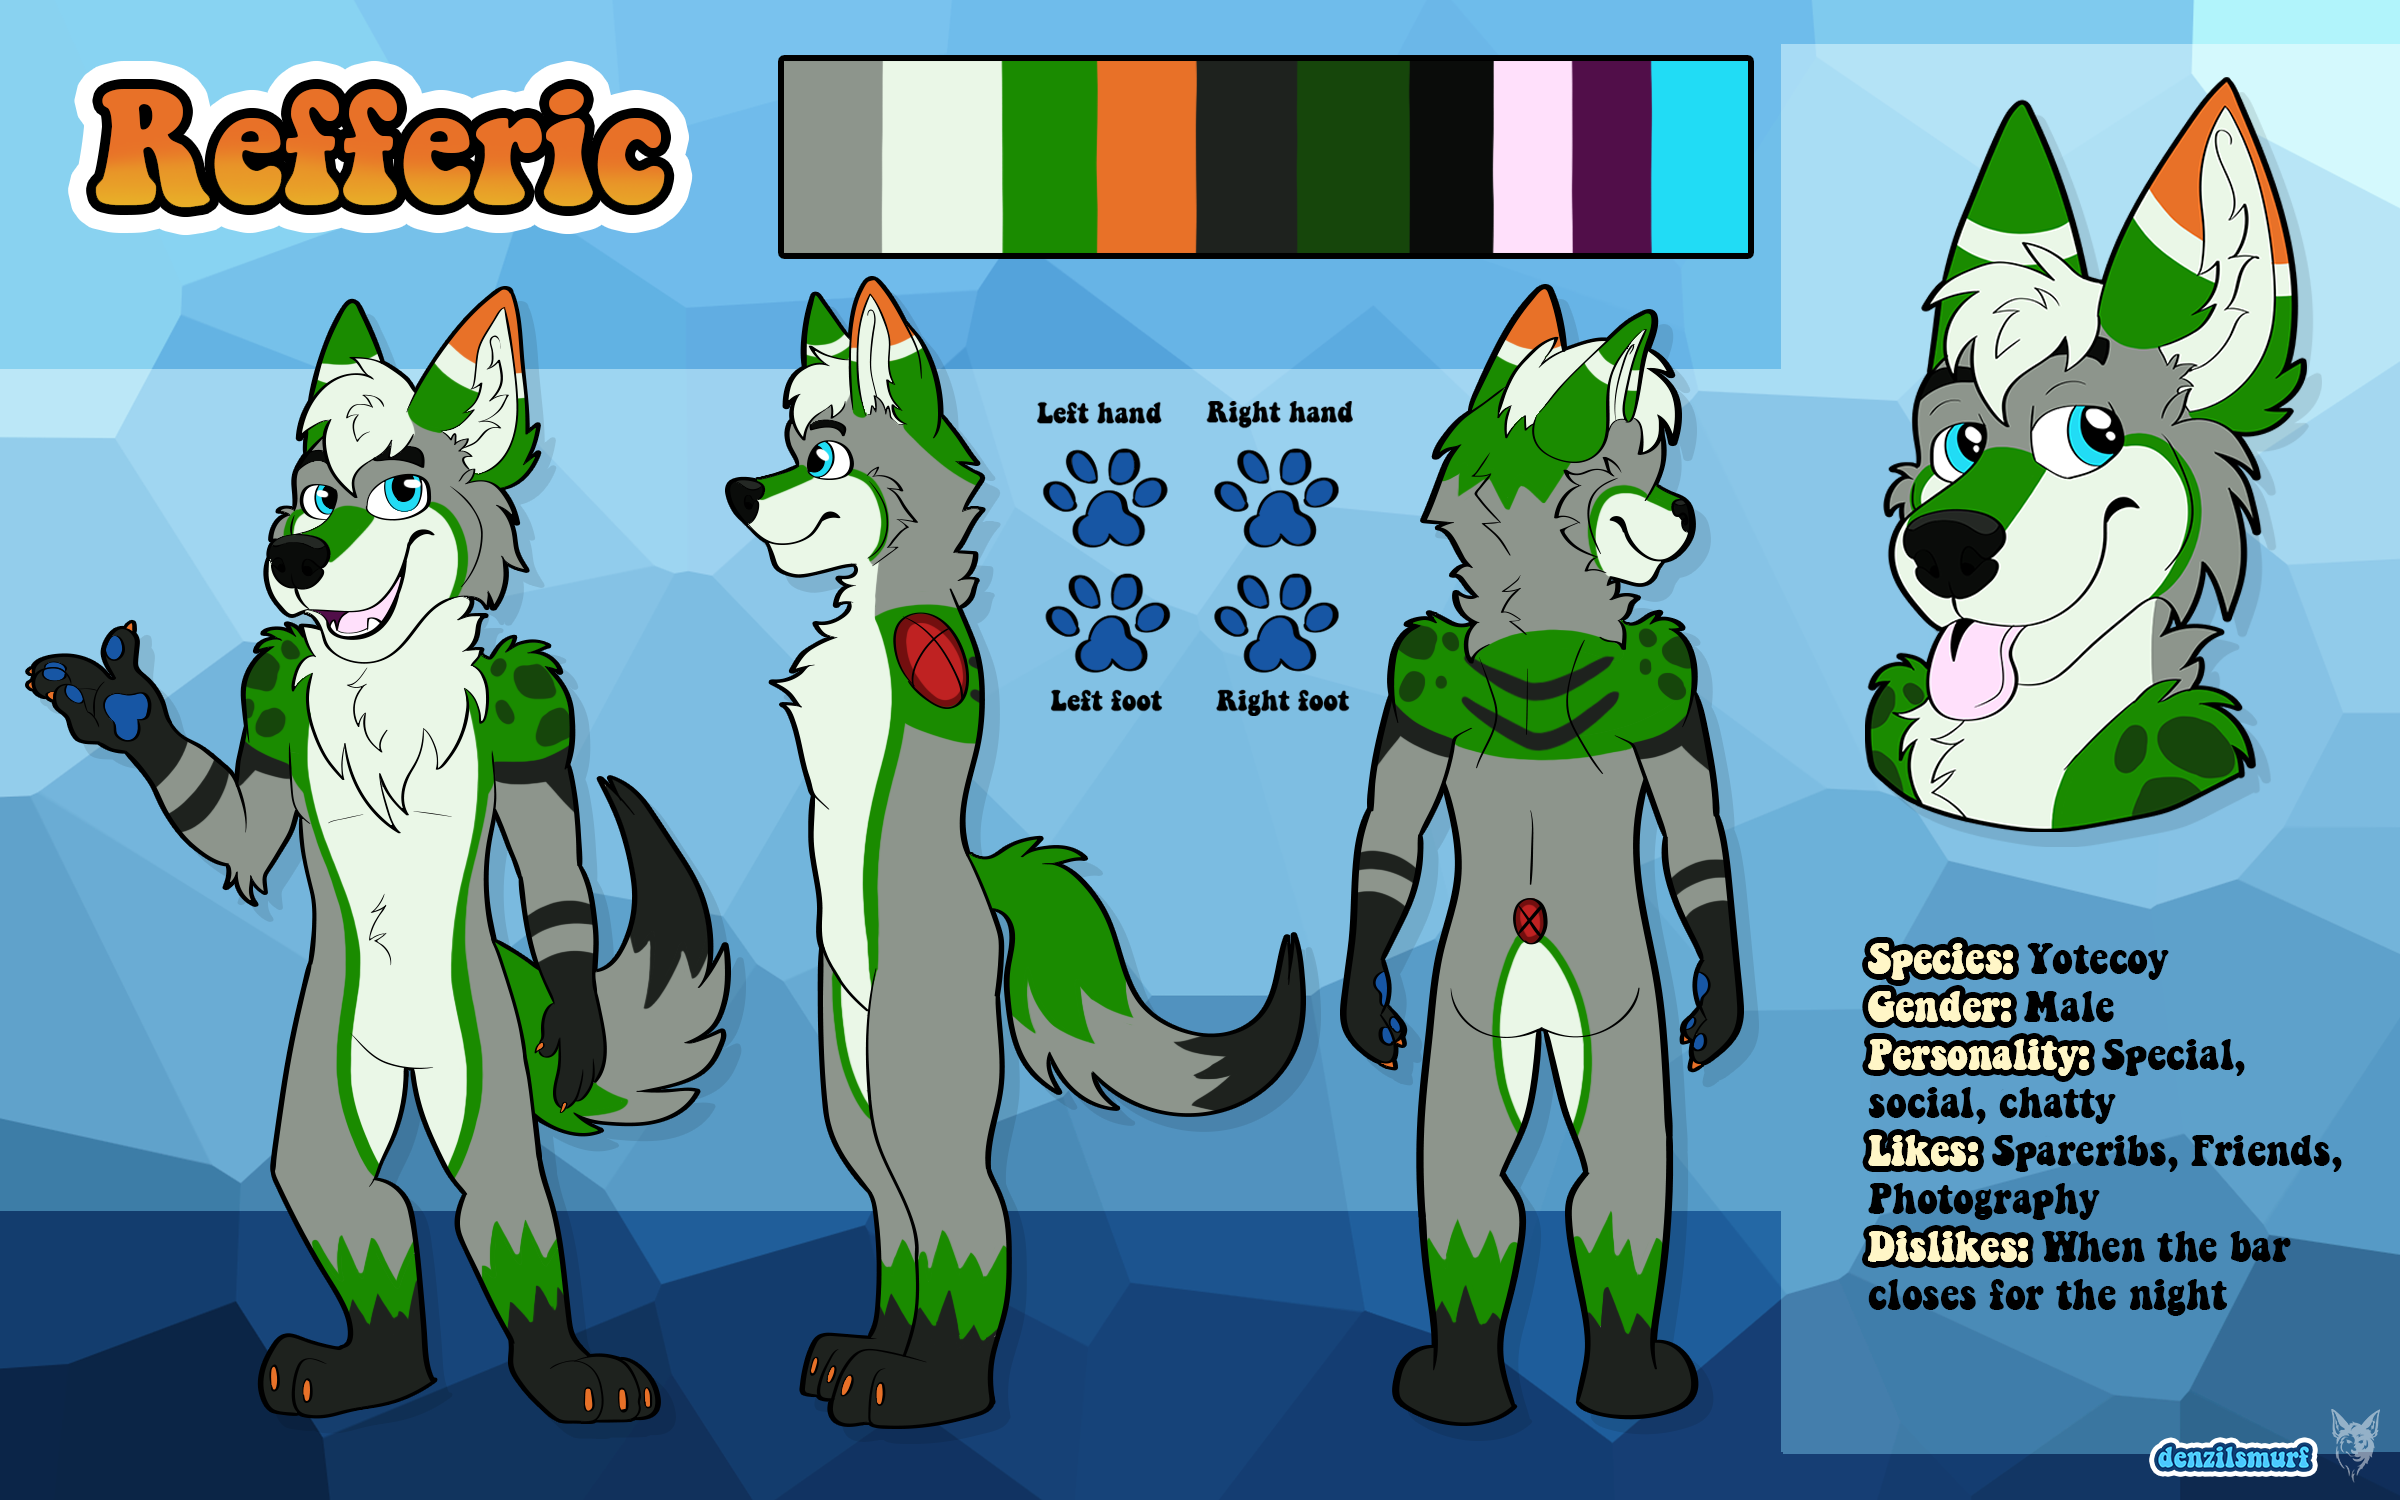 Refferic
Left hand
Right hand
Left foot
Right foot
Species: Yotecoy
Gender: Male
Personality: Special,
social, chatty
Likes: Spareribs, Friends,
Photography
Dislikes: When the bar
closes for the night
denzilsmurf